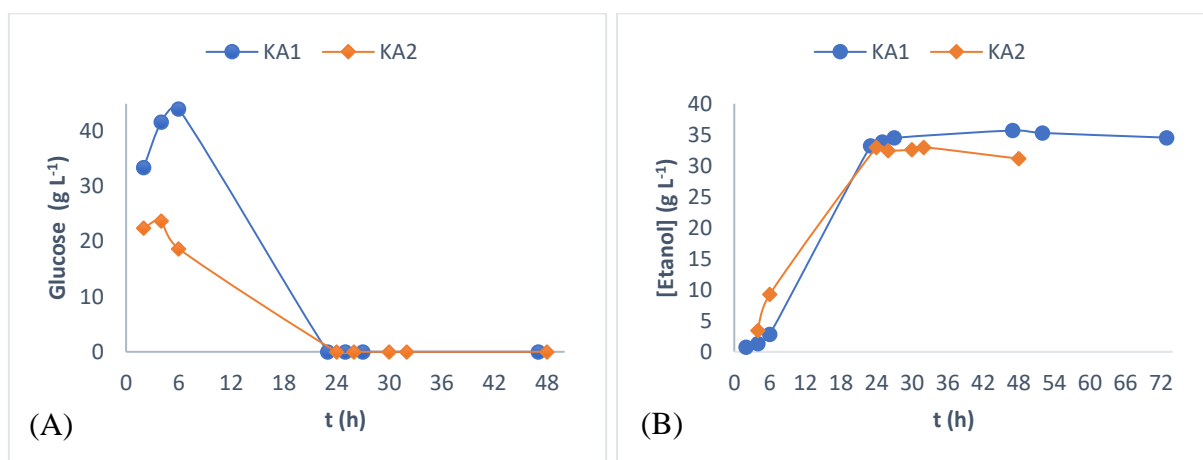 KA1 KA2
Glucose (g L-1)
40
30
20
10
0
0 6 12 18 24 30 36 42 48
t (h)
(A)
KA1 KA2
[Etanol] (g L-1)
40
35
30
25
20
15
10
5
0
0 6 12 18 24 30 36 42 48 54 60 66 72
t (h)
(B)